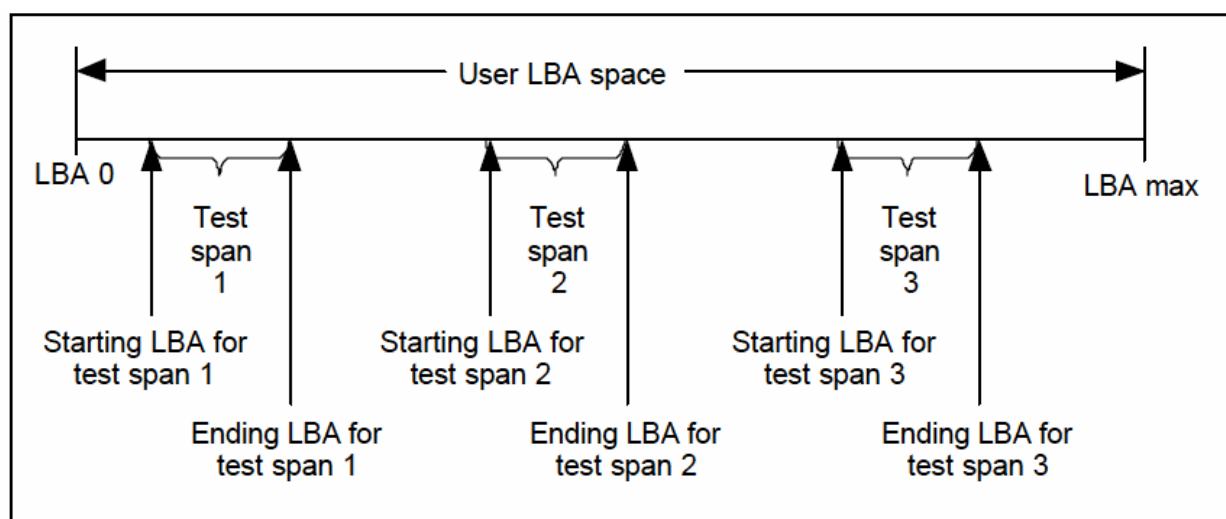 User LBA space
LBA 0
LBA max
Test
span
1
Test
span
2
Test
span
3
Starting LBA for
test span 1
Starting LBA for
test span 2
Starting LBA for
test span 3
Ending LBA for
test span 1
Ending LBA for
test span 2
Ending LBA for
test span 3